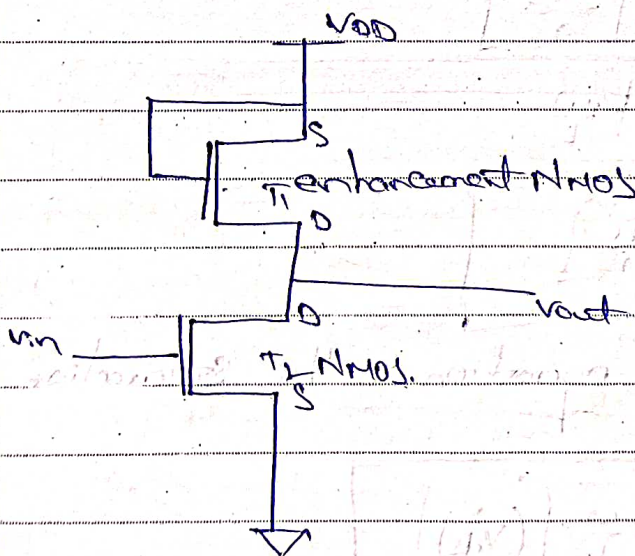 VDD
S
T1 enhancement NMOS
D
D
Vout
Vin
T2 NMOS.
S